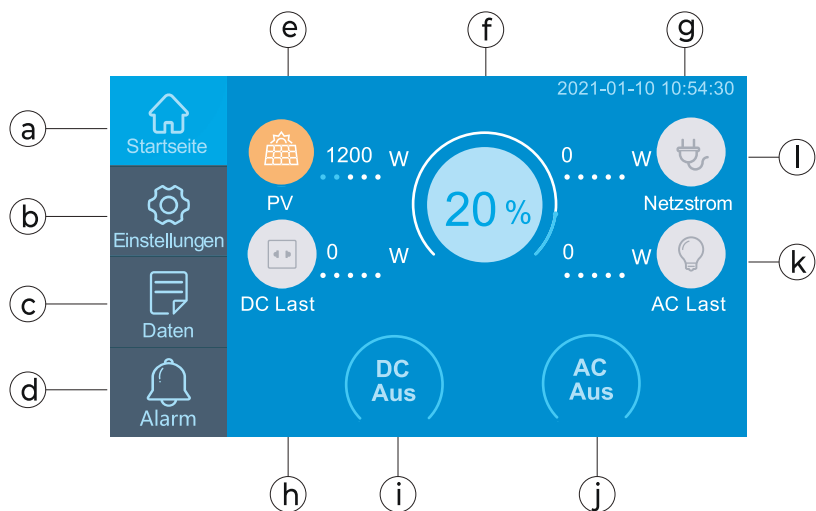 e
f
g
2021-01-10 10:54:30
a
Startseite
1200 W
0 W
l
PV
20 %
Netzstrom
b
Einstellungen
0 W
0 W
k
DC Last
AC Last
c
Daten
DC
Aus
AC
Aus
d
Alarm
h
i
j